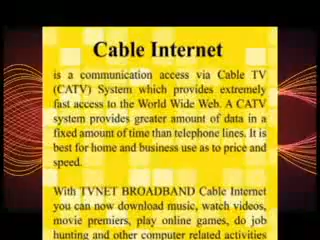 Cable Internet
is a communication access via Cable TV
(CATV) System which provides extremely
fast access to the World Wide Web. A CATV
system provides greater amount of data in a
fixed amount of time than telephone lines. It is
best for home and business use as to price and
speed.
With TVNET BROADBAND Cable Internet
you can now download music, watch videos,
movie premiers, play online games, do job
hunting and other computer related activities